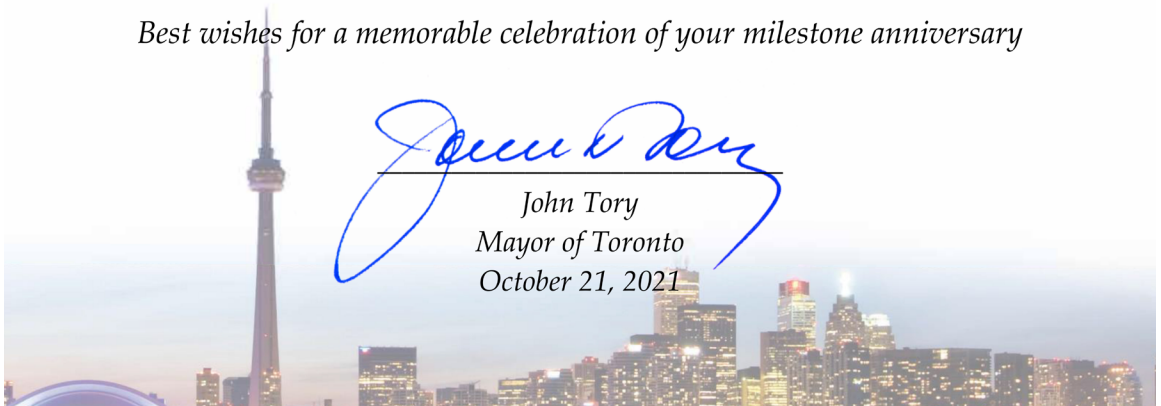 Best wishes for a memorable celebration of your milestone anniversary
John Tory
Mayor of Toronto
October 21, 2021